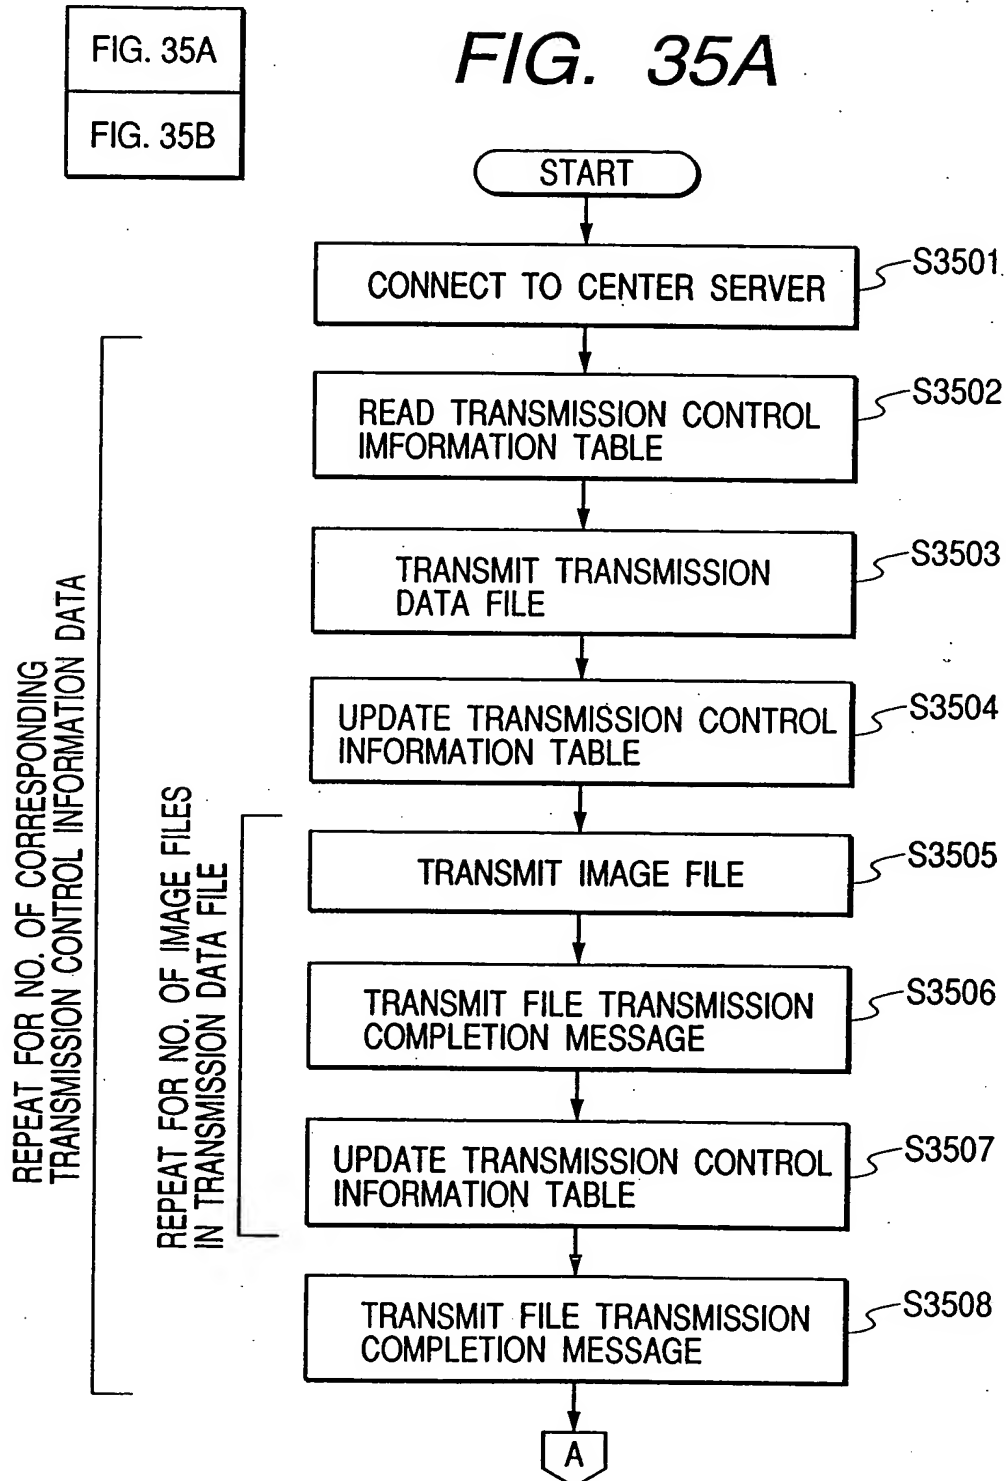 FIG. 35A
FIG. 35B
FIG. 35A
START
CONNECT TO CENTER SERVER
S3501
READ TRANSMISSION CONTROL
IMFORMATION TABLE
S3502
TRANSMIT TRANSMISSION
DATA FILE
S3503
UPDATE TRANSMISSION CONTROL
INFORMATION TABLE
S3504
TRANSMIT IMAGE FILE
S3505
TRANSMIT FILE TRANSMISSION
COMPLETION MESSAGE
S3506
UPDATE TRANSMISSION CONTROL
INFORMATION TABLE
S3507
TRANSMIT FILE TRANSMISSION
COMPLETION MESSAGE
S3508
A
REPEAT FOR NO. OF CORRESPONDING
TRANSMISSION CONTROL INFORMATION DATA
REPEAT FOR NO. OF IMAGE FILES
IN TRANSMISSION DATA FILE